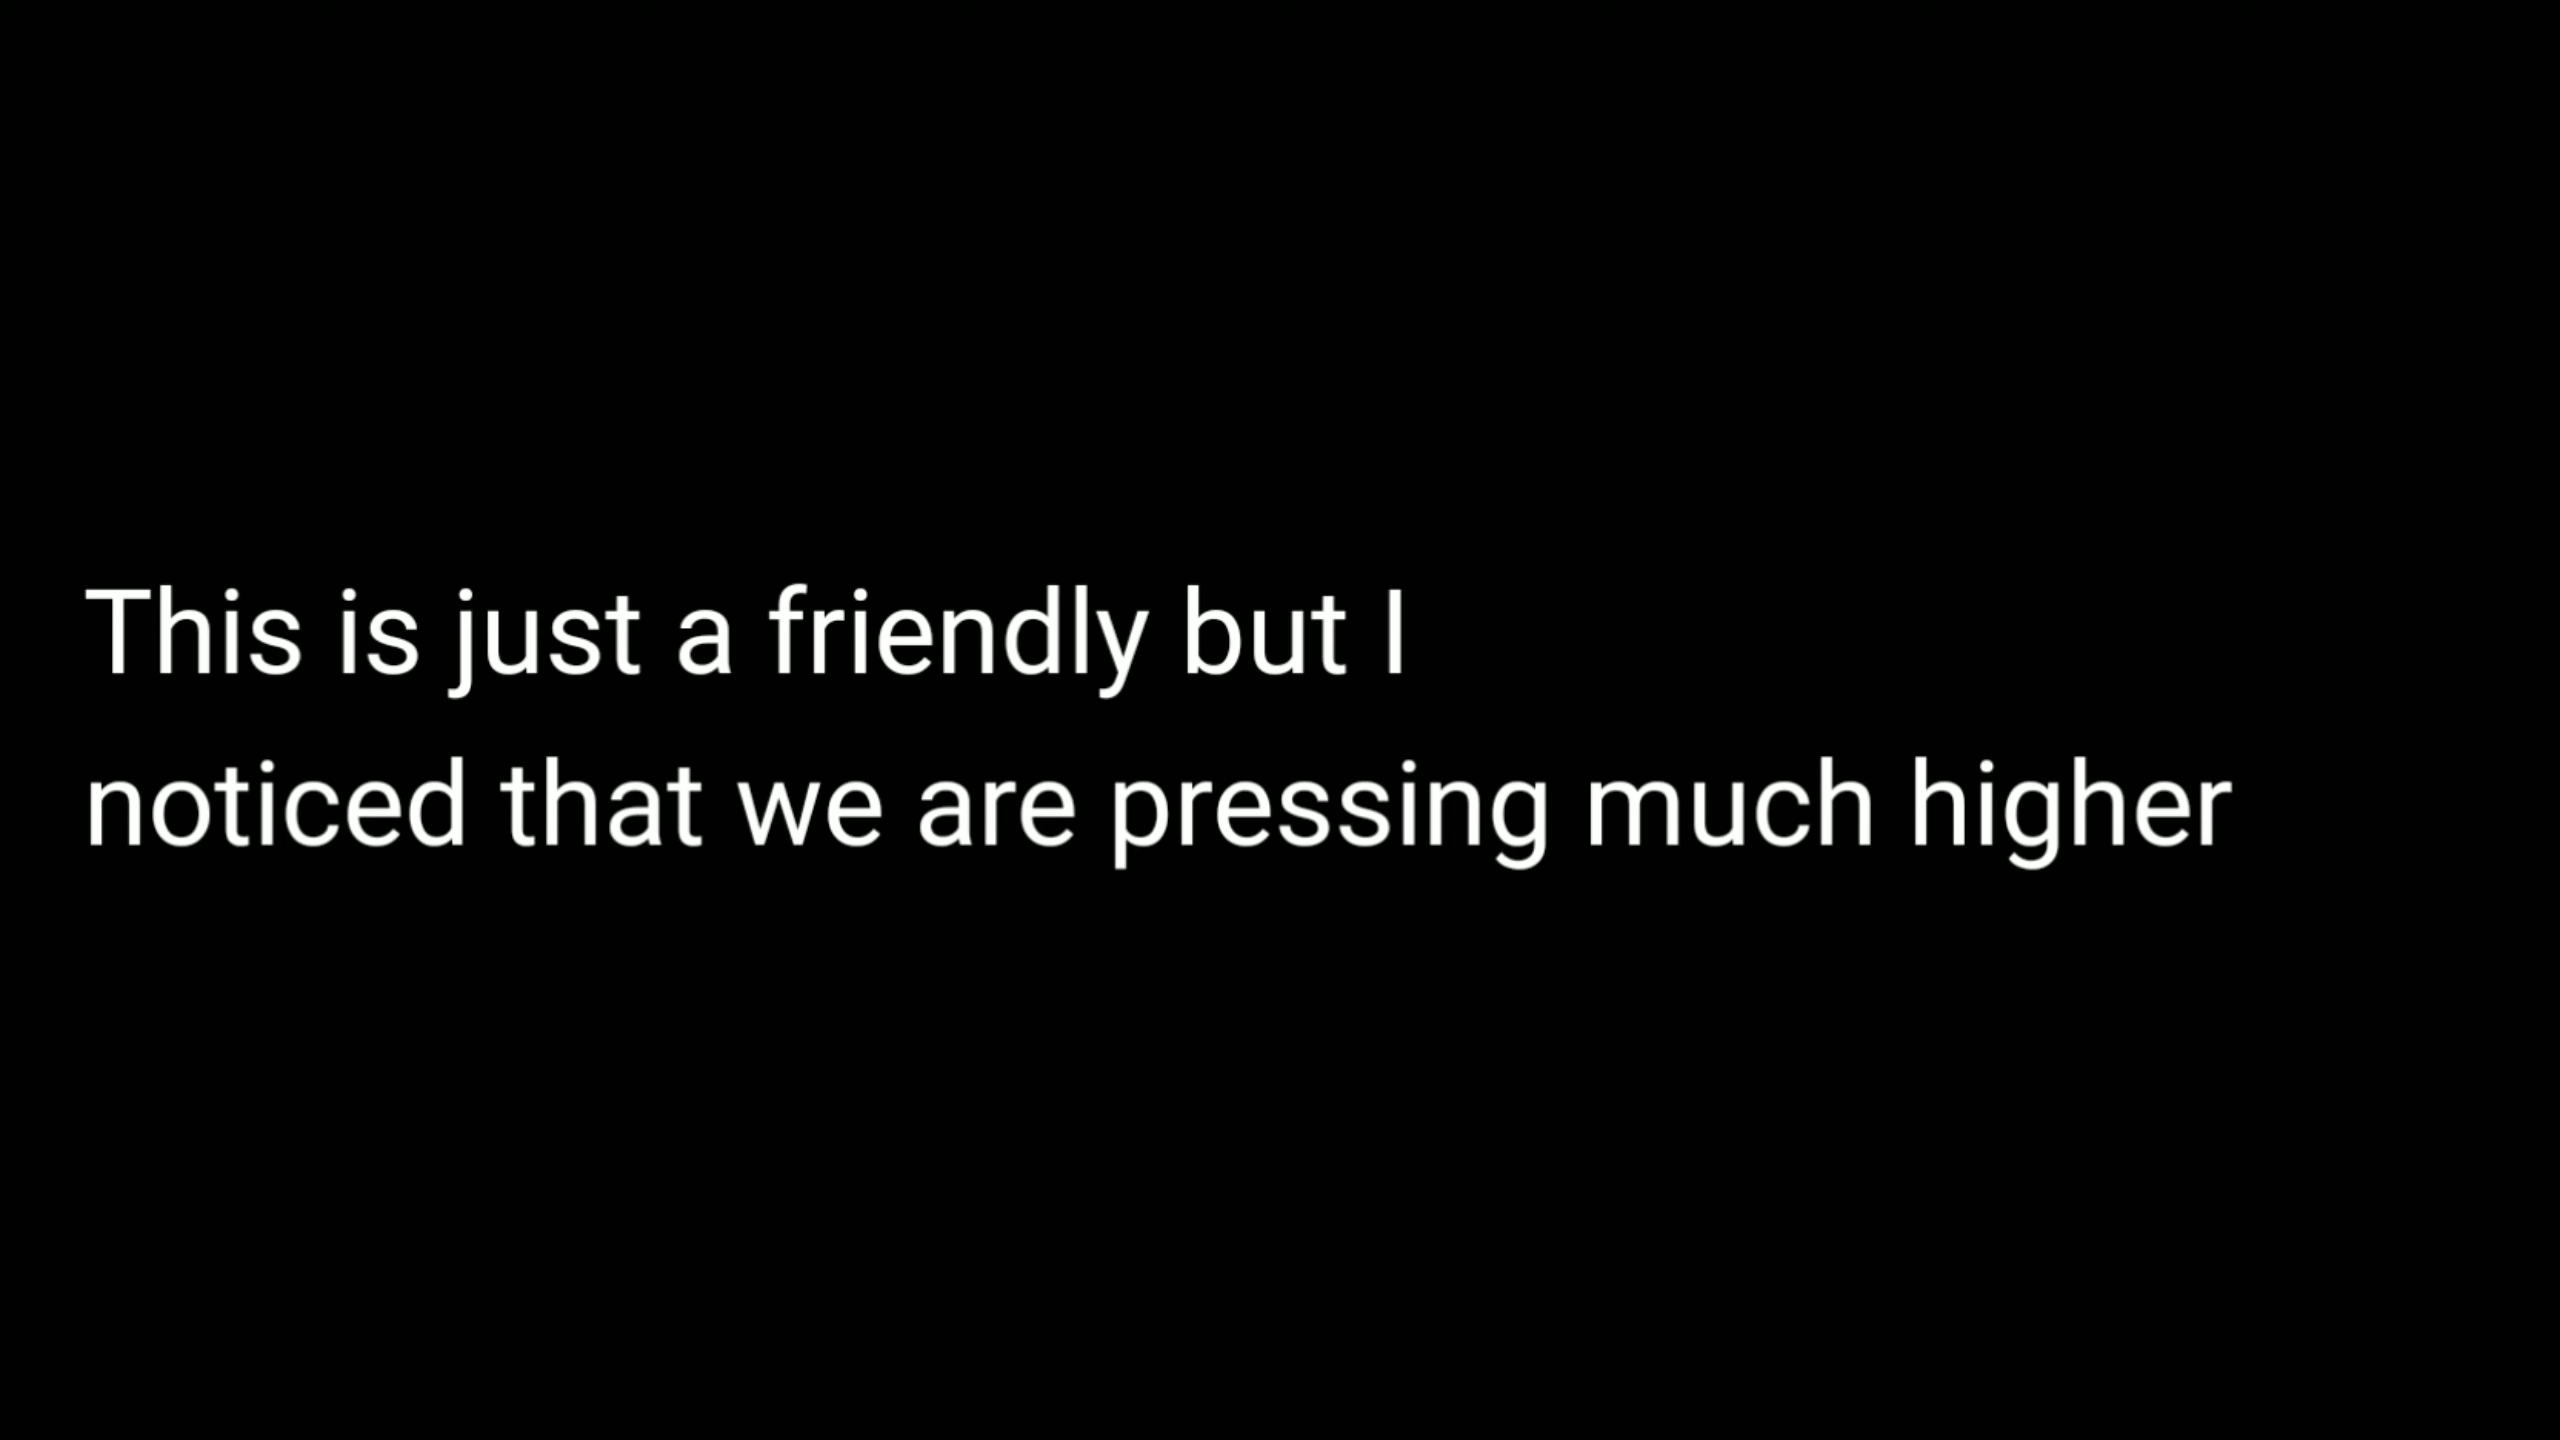 This is just a friendly but I
noticed that we are pressing much higher